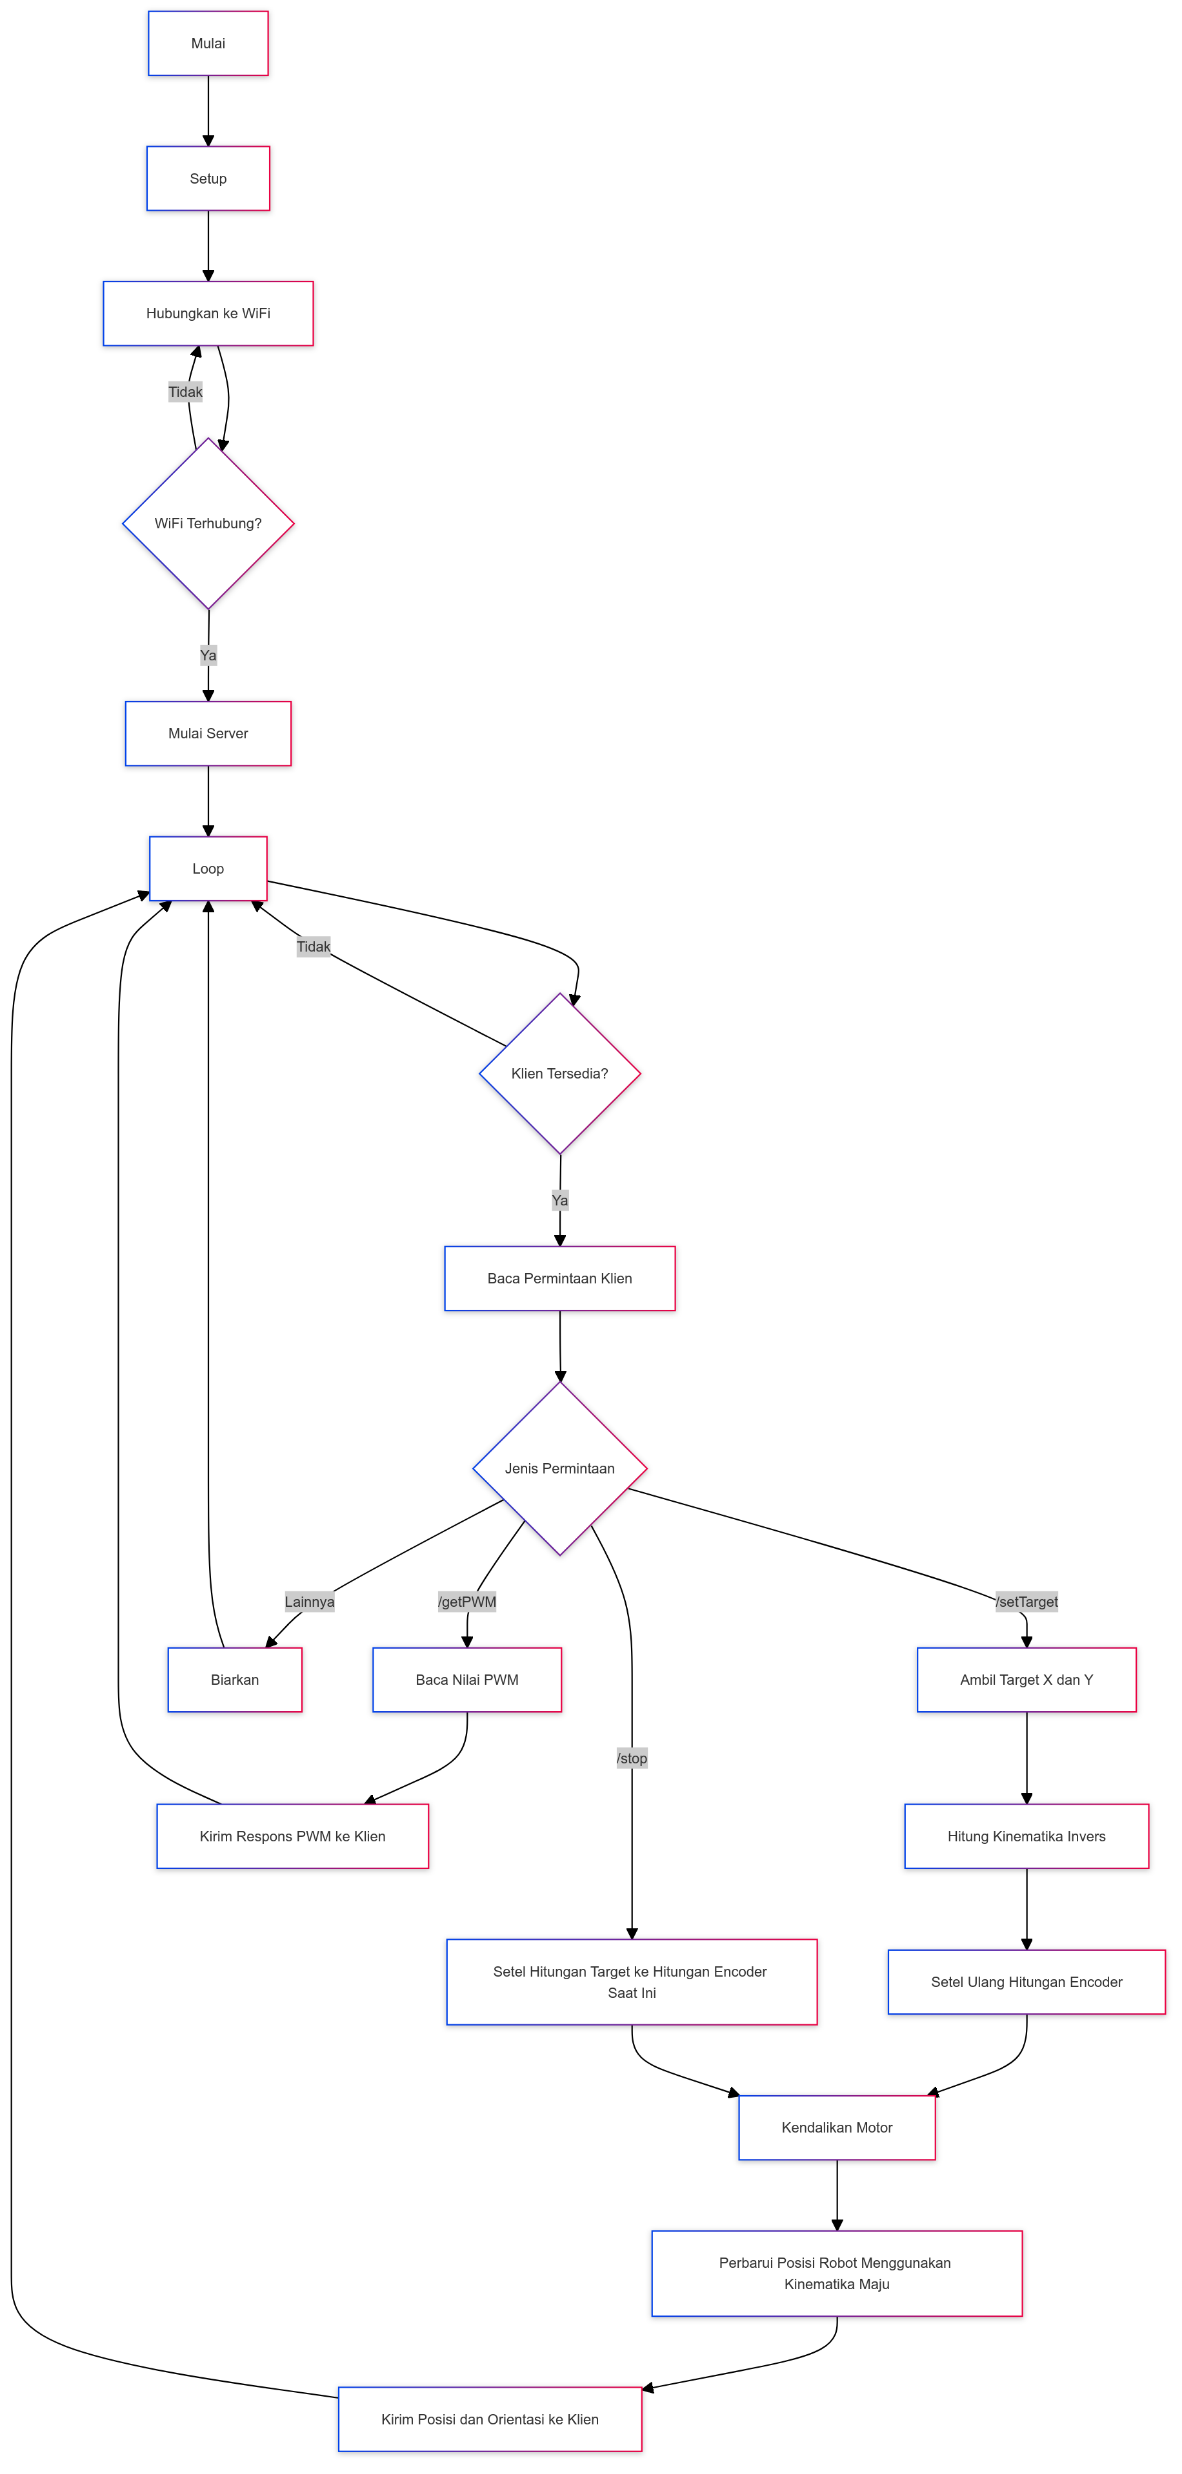 Mulai
Setup
Hubungkan ke WiFi
Tidak
WiFi Terhubung?
Ya
Mulai Server
Loop
Tidak
Klien Tersedia?
Ya
Baca Permintaan Klien
Jenis Permintaan
Lainnya
/getPWM
/setTarget
Biarkan
Baca Nilai PWM
Ambil Target X dan Y
/stop
Kirim Respons PWM ke Klien
Hitung Kinematika Invers
Setel Hitungan Target ke Hitungan Encoder
Saat Ini
Setel Ulang Hitungan Encoder
Kendalikan Motor
Perbarui Posisi Robot Menggunakan
Kinematika Maju
Kirim Posisi dan Orientasi ke Klien